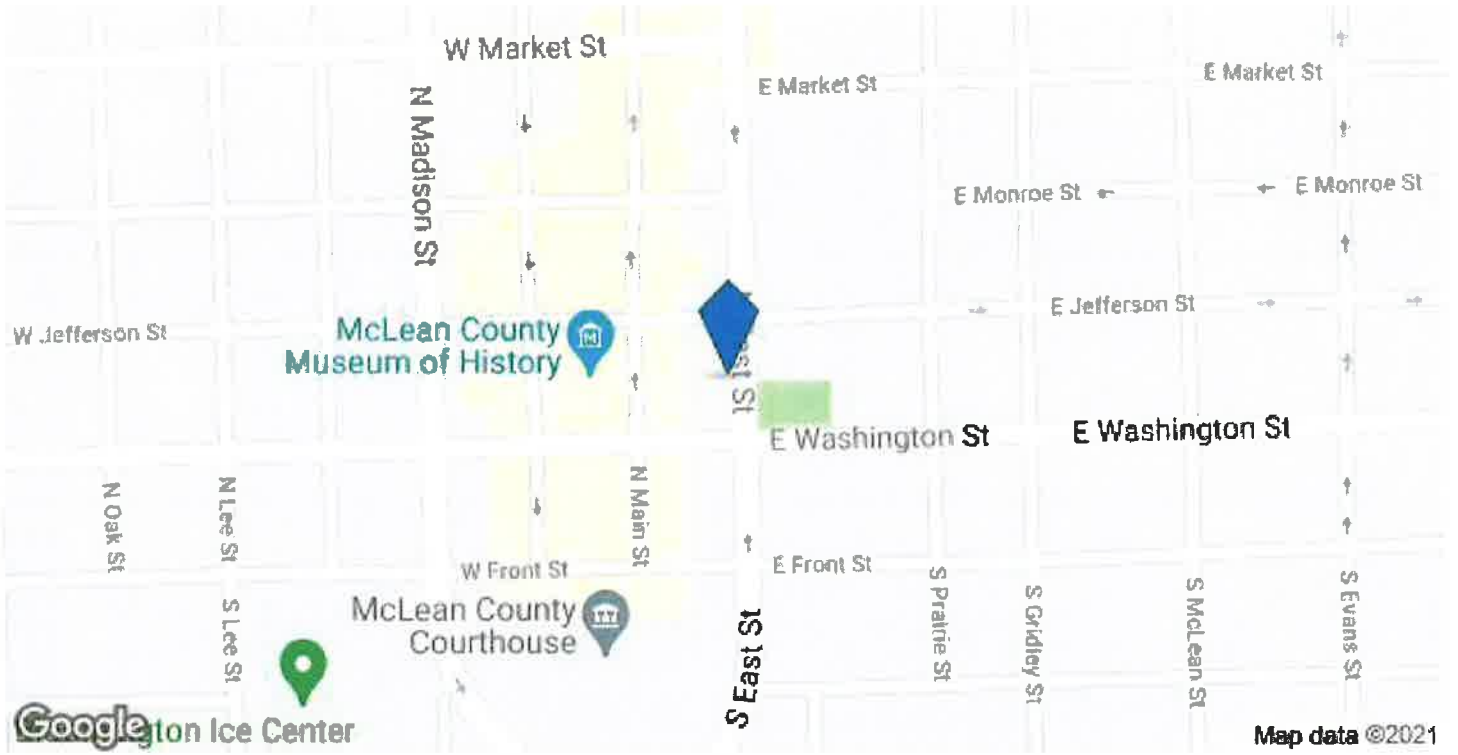 W Market St
E Market St
E Market St
N Madison St
E Monroe St
E Monroe St
W Jefferson St
McLean County
Museum of History
E Jefferson St
St
E Washington St
E Washington St
N Oak St
N Lee St
N Main St
W Front St
E Front St
McLean County
Courthouse
S Lee St
S East St
S Prairie St
S Gridley St
S McLean St
S Evans St
Google
gton Ice Center
Map data ©2021